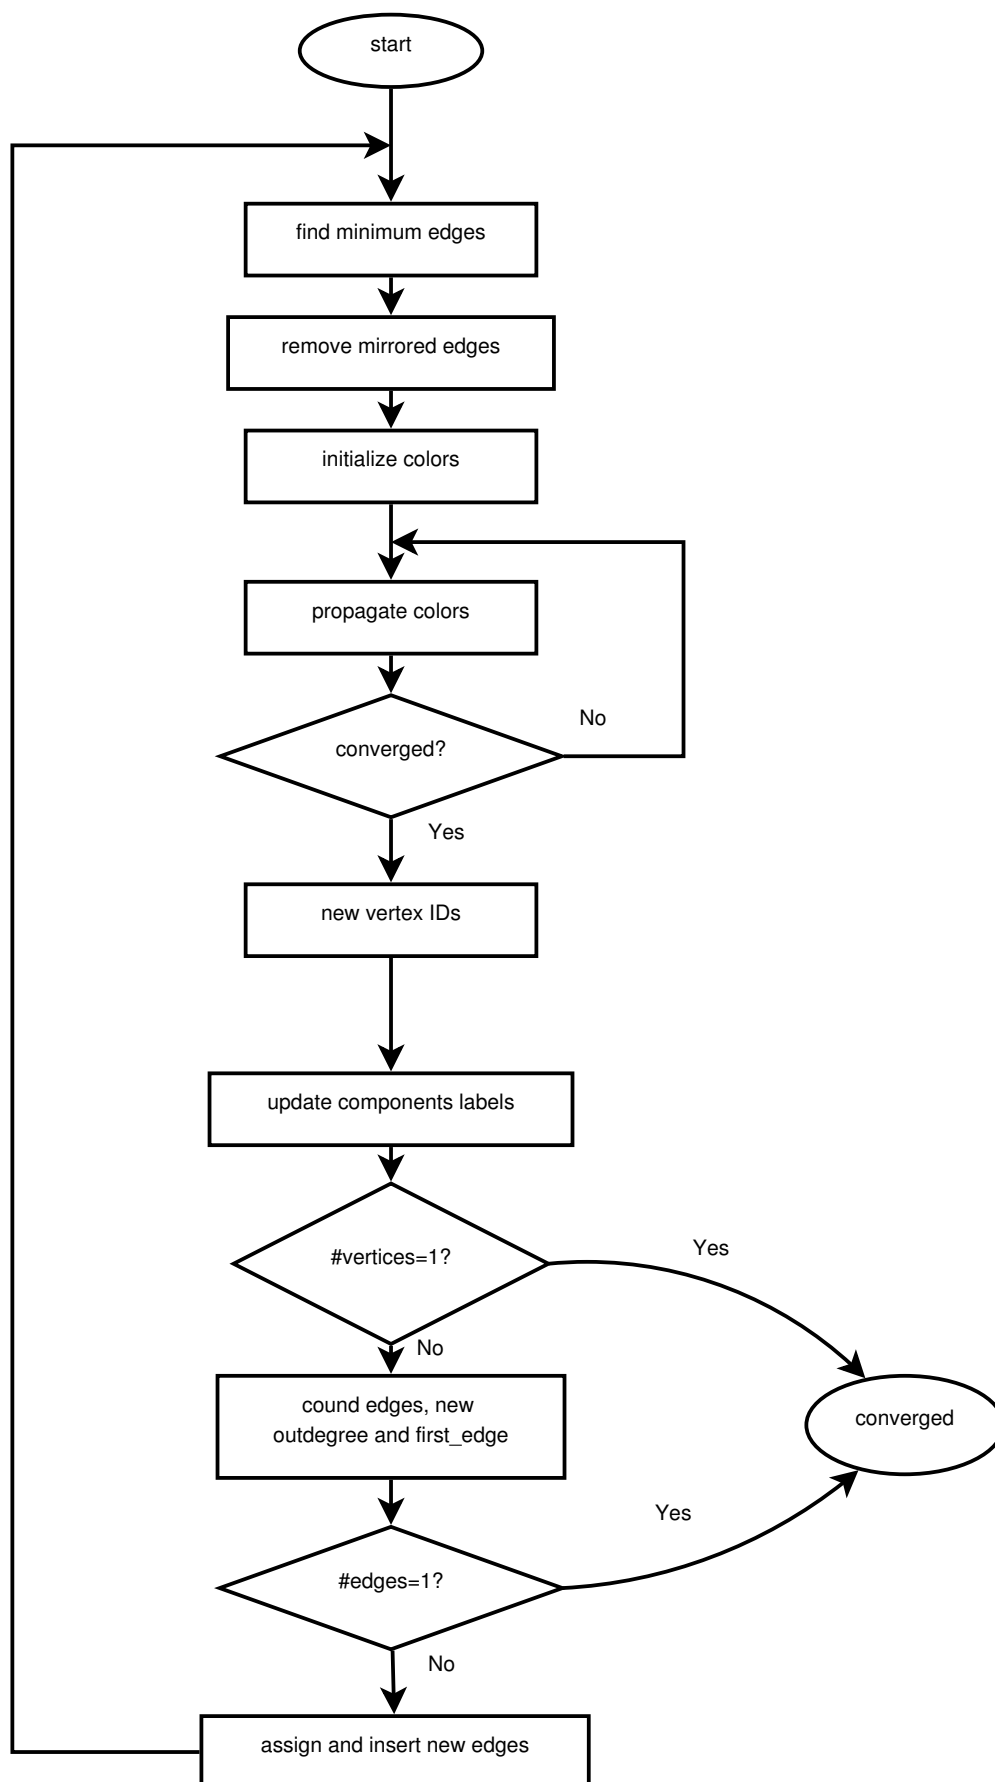 start
find minimum edges
remove mirrored edges
initialize colors
propagate colors
No
converged?
Yes
new vertex IDs
update components labels
#vertices=1?
Yes
No
cound edges, new
outdegree and first_edge
converged
Yes
#edges=1?
No
assign and insert new edges